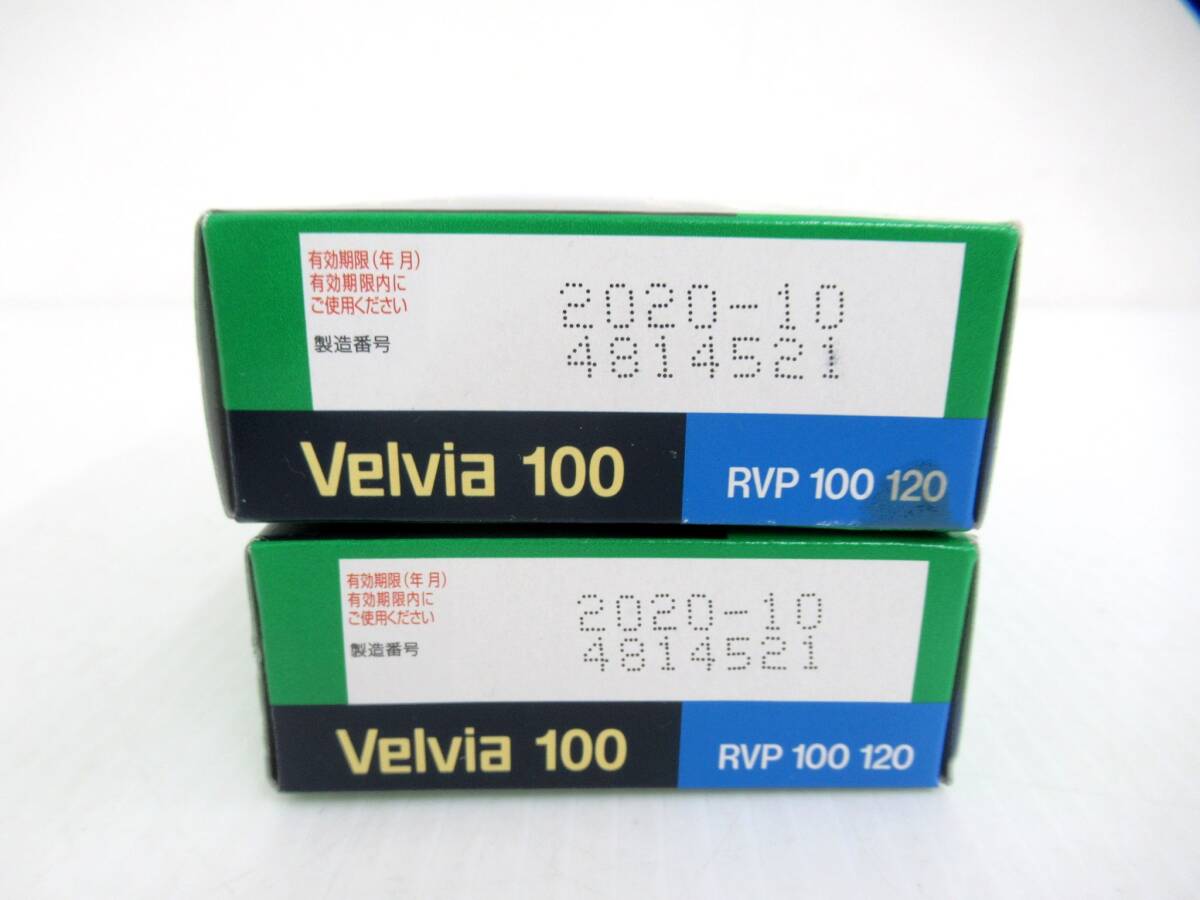 有効期限(年月)
有効期限内に
ご使用ください
2020-10
製造番号
4814521
Velvia 100
RVP 100 120
有効期限(年月)
有効期限内に
ご使用ください
2020-10
製造番号
4814521
Velvia 100
RVP 100 120